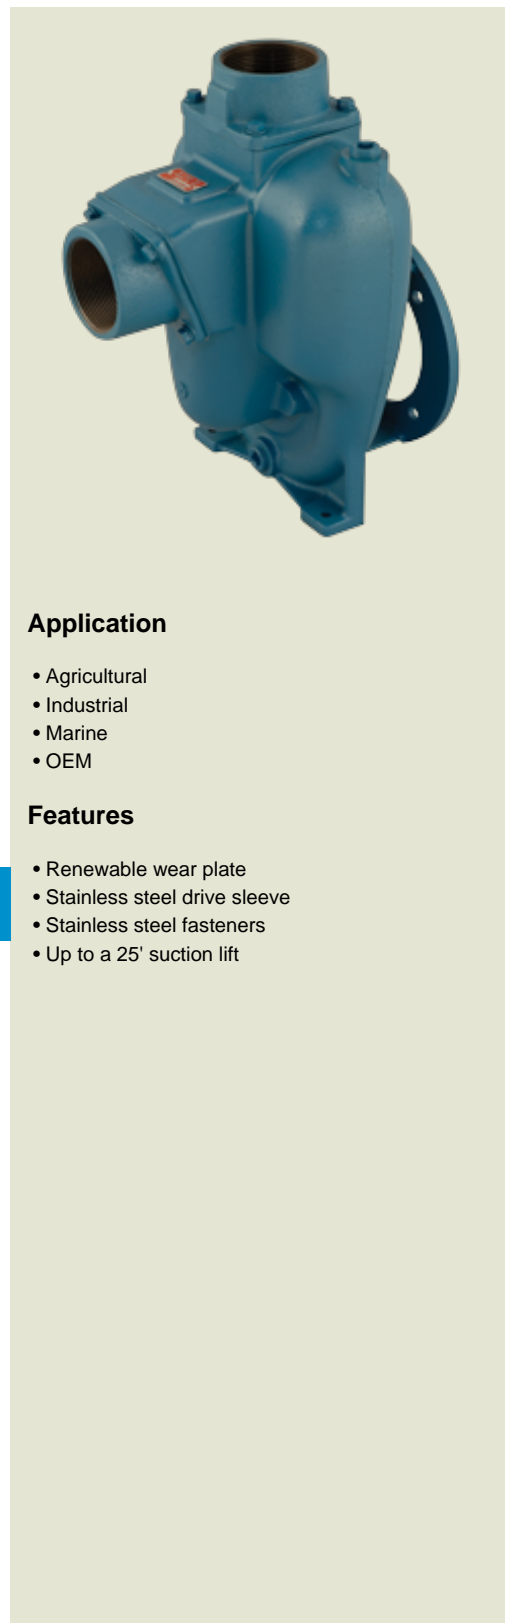 Application
• Agricultural
• Industrial
• Marine
• OEM
Features
• Renewable wear plate
• Stainless steel drive sleeve
• Stainless steel fasteners
• Up to a 25' suction lift